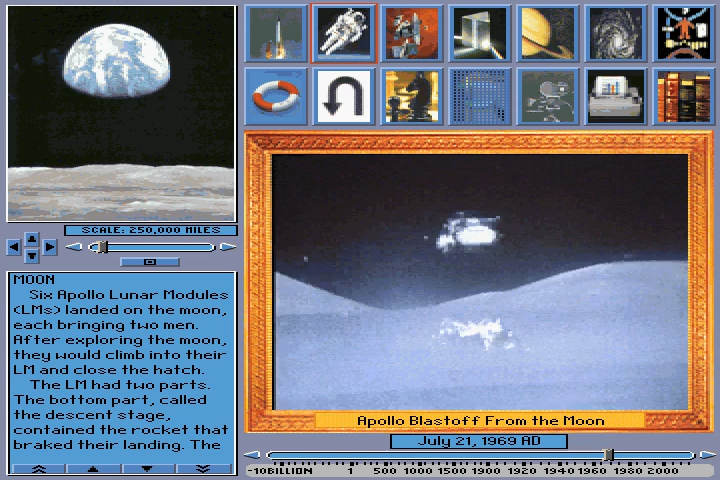 SCALE: 250,000 MILES
MOON
Six Apollo Lunar Modules
(LMs) landed on the moon,
each bringing two men.
After exploring the moon,
they would climb into their
LM and close the hatch.
The LM had two parts.
The bottom part, called
the descent stage,
contained the rocket that
braked their landing. The
Apollo Blastoff From the Moon
July 21, 1969 AD
-10BILLION 1 500 1000 1500 1900 1920 1940 1960 1980 2000